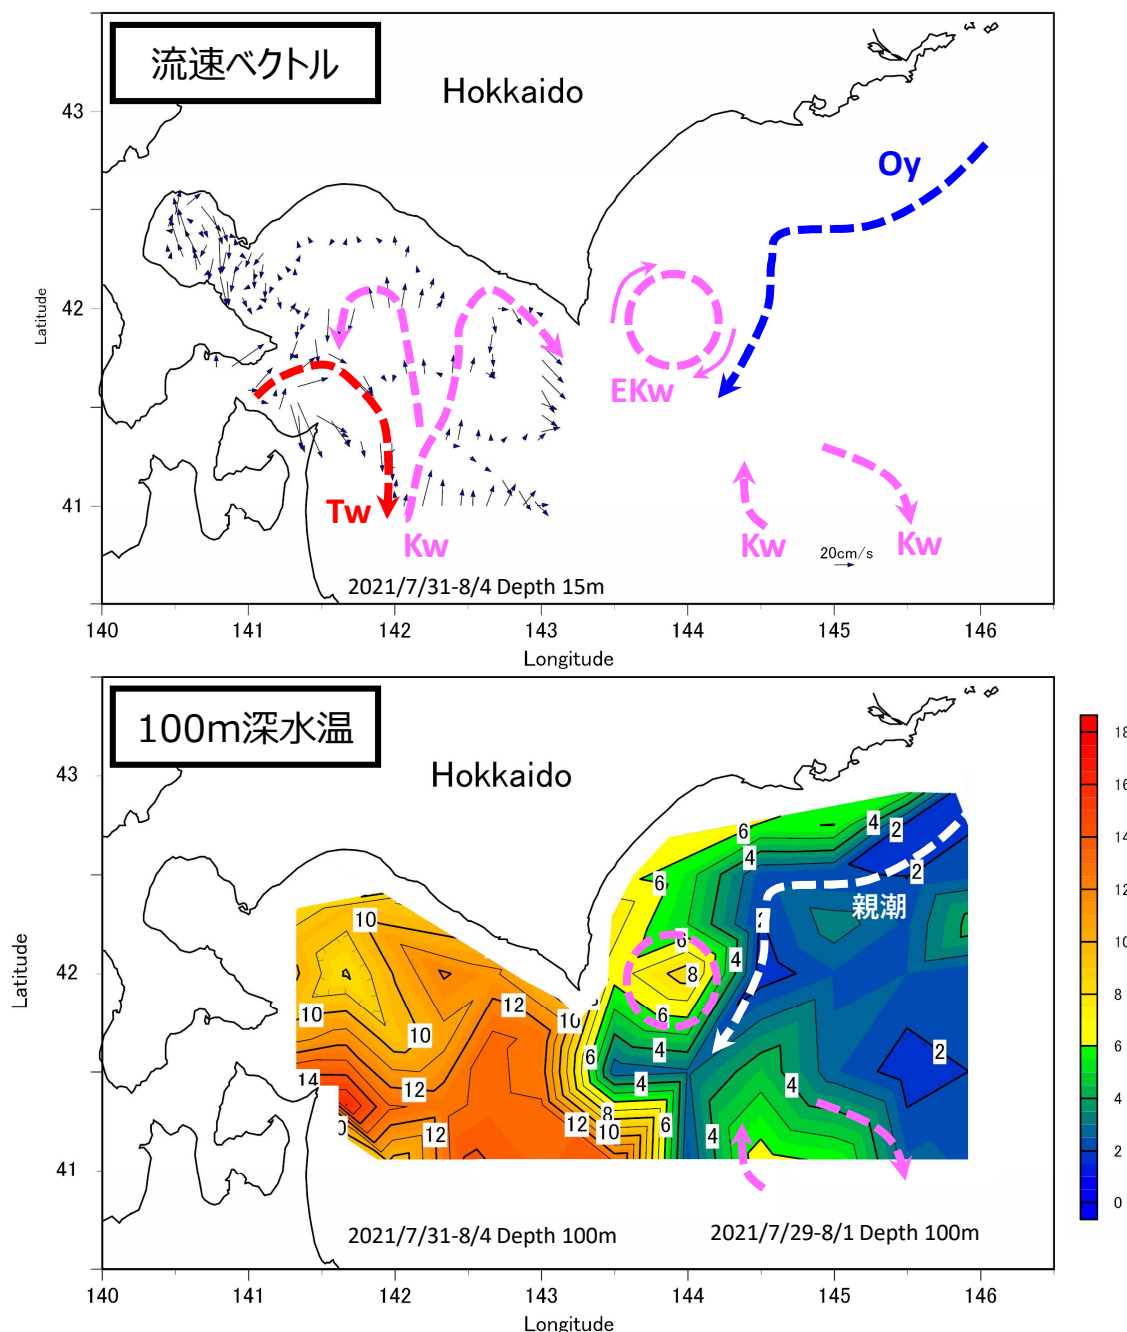 流速ベクトル
Hokkaido
43
Oy
42
Latitude
EKw
41
Tw
Kw
Kw
Kw
20cm/s
2021/7/31-8/4 Depth 15m
140 141 142 143 144 145 146
Longitude
100m深水温
Hokkaido
18
43
16
6 4 2
4
14
6 2
10 親潮
2
12
6
4
42
8
10
12
10 10 6
10
6 4
2
8
14 4 4
12
8
12 12 10 6 4
6
0
41
4
2
0
2021/7/31-8/4 Depth 100m
2021/7/29-8/1 Depth 100m
Latitude
140 141 142 143 144 145 146
Longitude